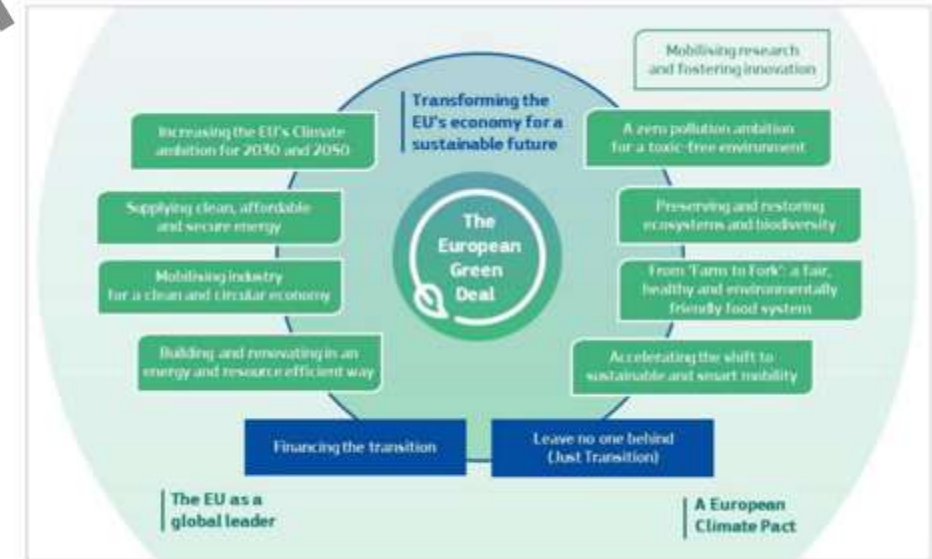 Mobilising research
and fostering innovation
Transforming the
EU's economy for a
sustainable future
Increasing the EU's Climate
ambition for 2030 and 2050
A zero pollution ambition
for a toxic-free environment
Supplying clean, affordable
and secure energy
Preserving and restoring
ecosystems and biodiversity
The
European
Green
Deal
Mobilising industry
for a clean and circular economy
From 'Farm to Fork': a fair,
healthy and environmentally
friendly food system
Building and renovating in an
energy and resource efficient way
Accelerating the shift to
sustainable and smart mobility
Financing the transition
Leave no one behind
(Just Transition)
The EU as a
global leader
A European
Climate Pact